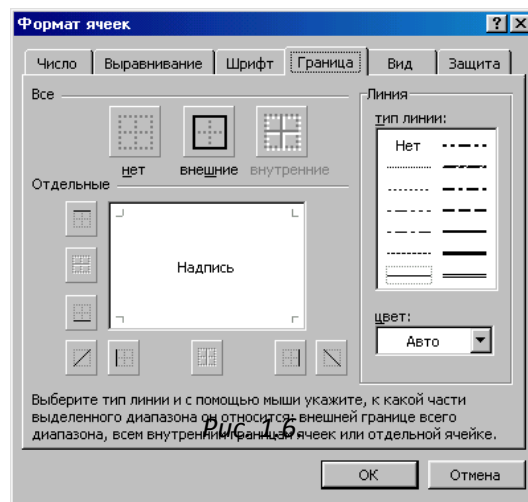 Формат ячеек
Число Выравнивание Шрифт Граница Вид Защита
Все
нет внешние внутренние
Отдельные
Надпись
Линия
тип линии:
Нет
цвет:
Авто
Выберите тип линии и с помощью мыши укажите, к какой части
выделенного диапазона он относится: внешней границе всего
диапазона, всем внутренним границам ячеек или отдельной ячейке.
Рис. 1.6.
ОК Отмена